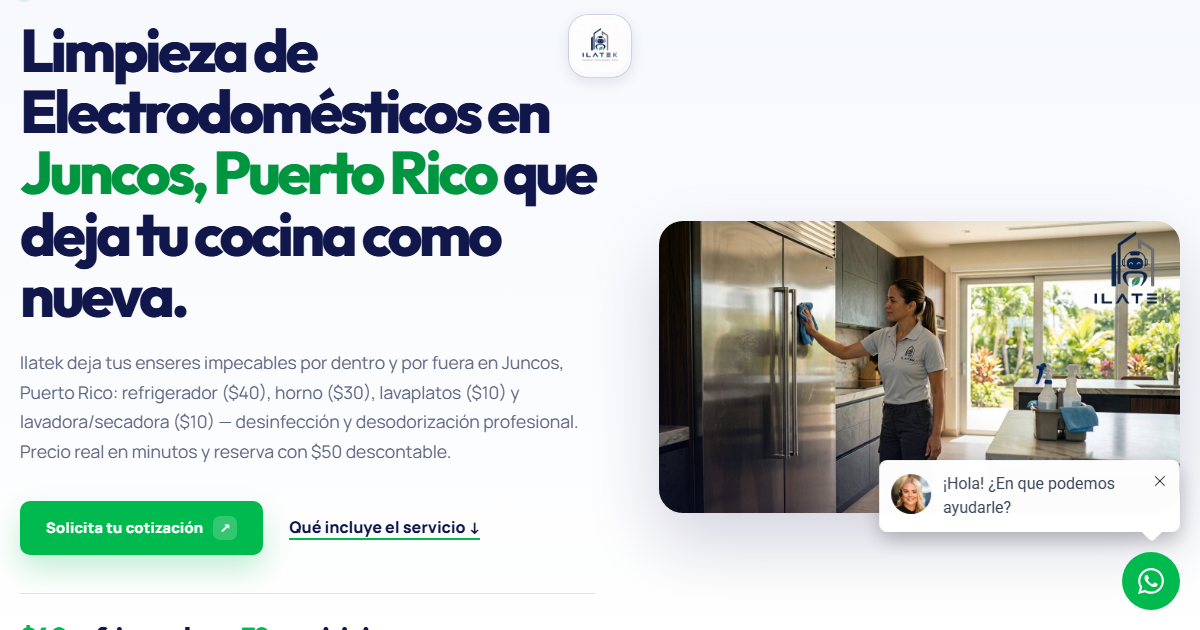 ILATEK
Limpieza de
Electrodomésticos en
Juncos, Puerto Rico que
deja tu cocina como
nueva.
Ilatek deja tus enseres impecables por dentro y por fuera en Juncos,
Puerto Rico: refrigerador ($40), horno ($30), lavaplatos ($10) y
lavadora/secadora ($10) — desinfección y desodorización profesional.
Precio real en minutos y reserva con $50 descontable.
Solicita tu cotización ↗
Qué incluye el servicio ↓
ILATEK
¡Hola! ¿En que podemos
ayudarle?